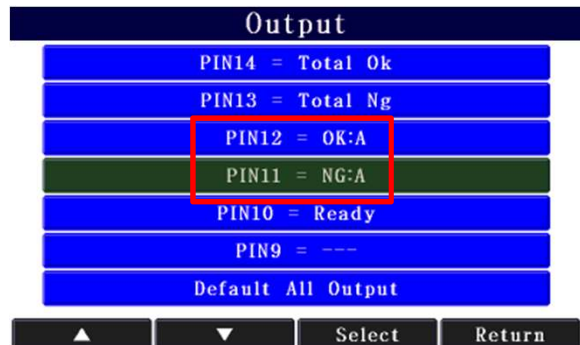 Output
PIN14 = Total Ok
PIN13 = Total Ng
PIN12 = OK:A
PIN11 = NG:A
PIN10 = Ready
PIN9 = ---
Default All Output
▲ ▼ Select Return